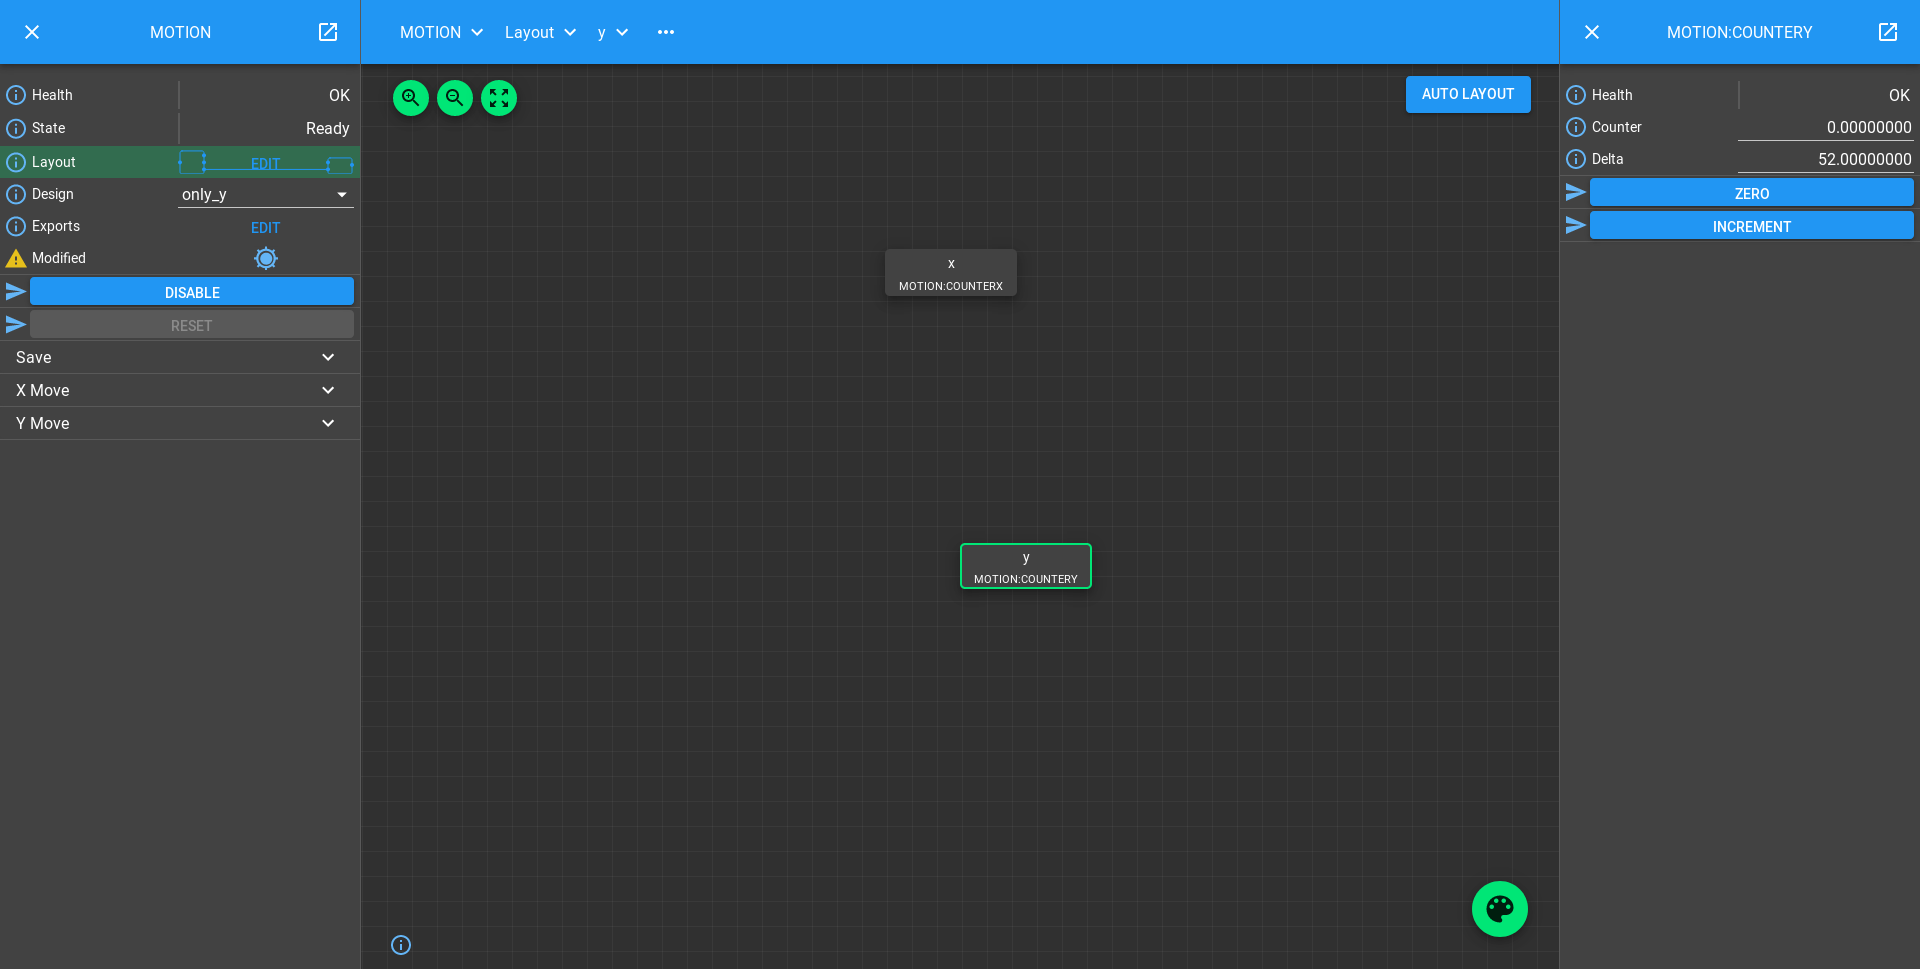 MOTION
Health OK
State Ready
Layout EDIT
Design only_y
Exports EDIT
Modified
DISABLE
RESET
Save
X Move
Y Move
MOTION Layout y
AUTO LAYOUT
x
MOTION:COUNTERX
y
MOTION:COUNTERY
MOTION:COUNTERY
Health OK
Counter 0.00000000
Delta 52.00000000
ZERO
INCREMENT